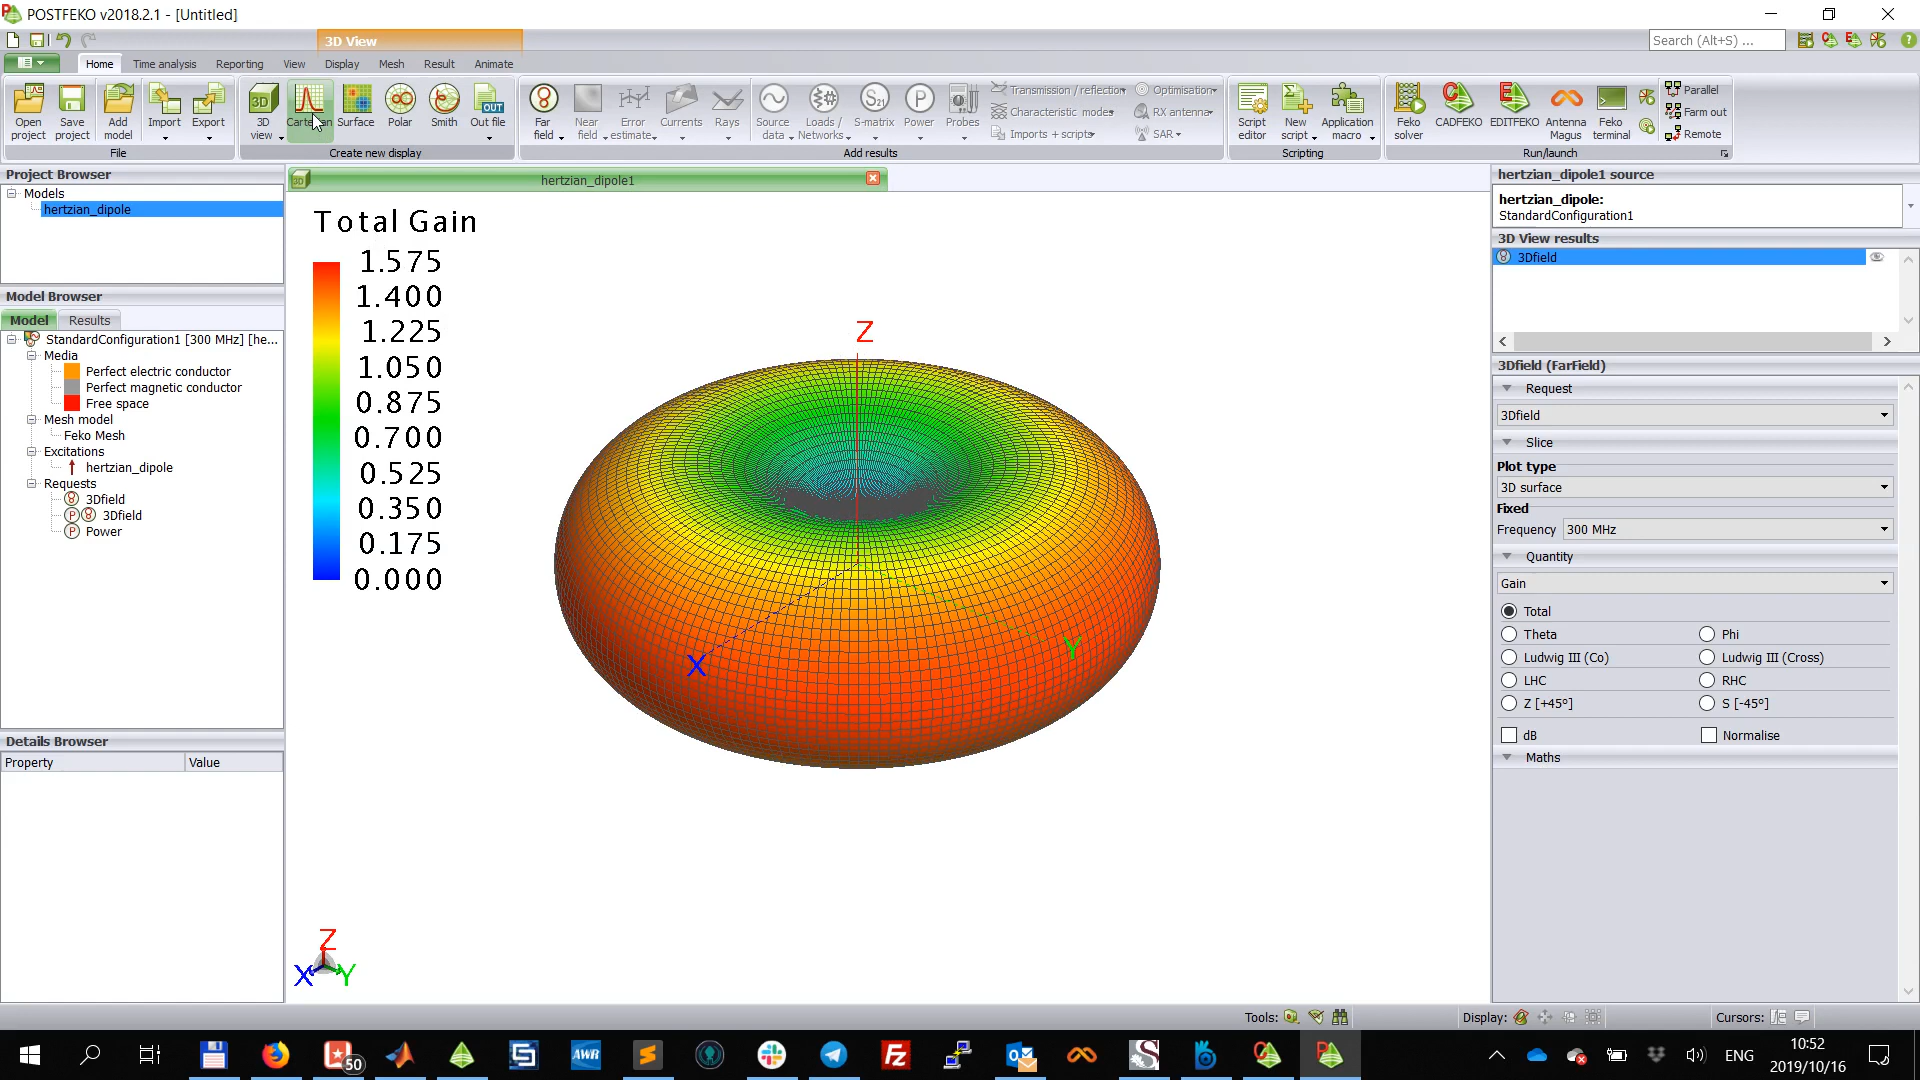 POSTFEKO v2018.2.1 - [Untitled]
3D View
Search (Alt+S) ...
Home Time analysis Reporting View Display Mesh Result Animate
Open project
Save project
Add model
Import
Export
File
3D view
Surface
Polar
Smith
OUT
Out file
Create new display
Far field
Near field
Error estimate
Currents
Rays
Source data
Loads / Networks
S-matrix
Power
Probes
Transmission / reflection
Characteristic modes
Imports + scripts
Optimisation
RX antenna
SAR
Add results
Script editor
New script
Application macro
Scripting
Feko solver
CADFEKO
EDITFEKO
Antenna Magus
Feko terminal
Parallel
Farm out
Remote
Run/launch
Project Browser
Models
hertzian_dipole
Model Browser
Model Results
StandardConfiguration1 [300 MHz] [he...
Media
Perfect electric conductor
Perfect magnetic conductor
Free space
Mesh model
Feko Mesh
Excitations
hertzian_dipole
Requests
3Dfield
3Dfield
Power
Details Browser
Property Value
3D hertzian_dipole1
Total Gain
1.575
1.400
1.225
1.050
0.875
0.700
0.525
0.350
0.175
0.000
Z
X
Y
Z
X Y
hertzian_dipole1 source
hertzian_dipole:
StandardConfiguration1
3D View results
3Dfield
3Dfield (FarField)
Request
3Dfield
Slice
Plot type
3D surface
Fixed
Frequency 300 MHz
Quantity
Gain
Total
Theta Phi
Ludwig III (Co) Ludwig III (Cross)
LHC RHC
Z [+45º] S [-45º]
dB Normalise
Maths
Tools: Display: Cursors:
50
AWR
ENG
10:52
2019/10/16